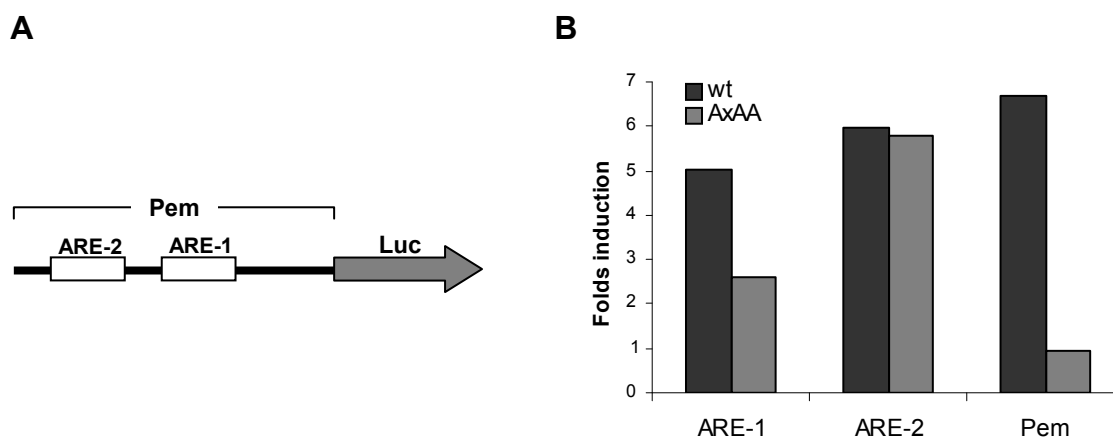 A
Pem
ARE-2
ARE-1
Luc
B
Folds induction
7
6
5
4
3
2
1
0
wt
AxAA
ARE-1
ARE-2
Pem